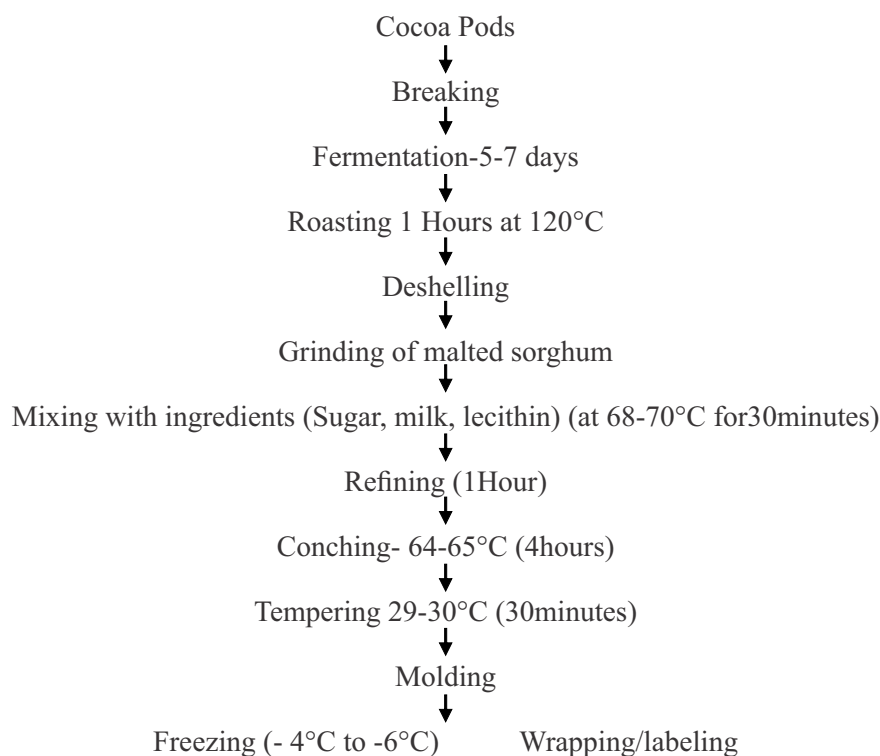 Cocoa Pods
Breaking
Fermentation-5-7 days
Roasting 1 Hours at 120°C
Deshelling
Grinding of malted sorghum
Mixing with ingredients (Sugar, milk, lecithin) (at 68-70°C for30minutes)
Refining (1Hour)
Conching- 64-65°C (4hours)
Tempering 29-30°C (30minutes)
Molding
Freezing (- 4°C to -6°C) Wrapping/labeling